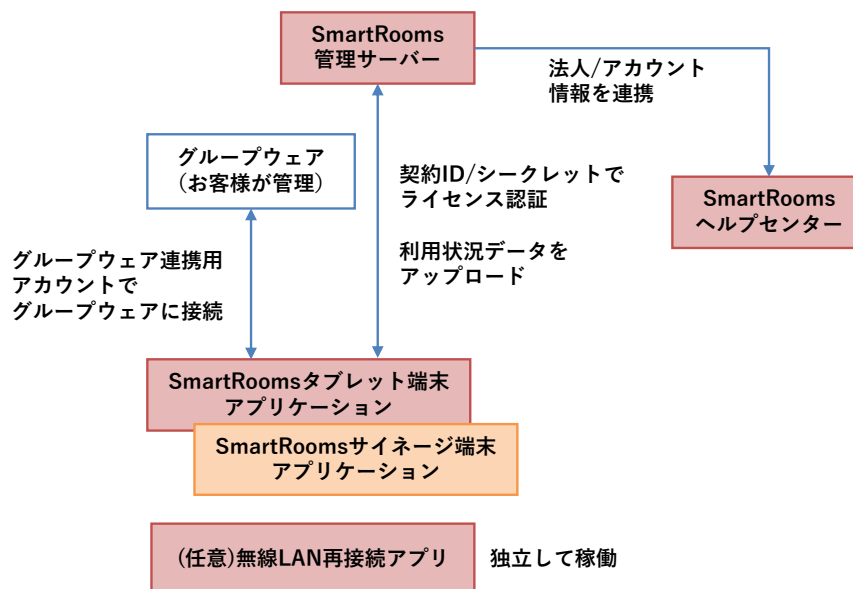 SmartRooms
管理サーバー
法人/アカウント
情報を連携
グループウェア
(お客様が管理)
契約ID/シークレットで
ライセンス認証
SmartRooms
ヘルプセンター
利用状況データを
アップロード
グループウェア連携用
アカウントで
グループウェアに接続
SmartRoomsタブレット端末
アプリケーション
SmartRoomsサイネージ端末
アプリケーション
(任意)無線LAN再接続アプリ
独立して稼働